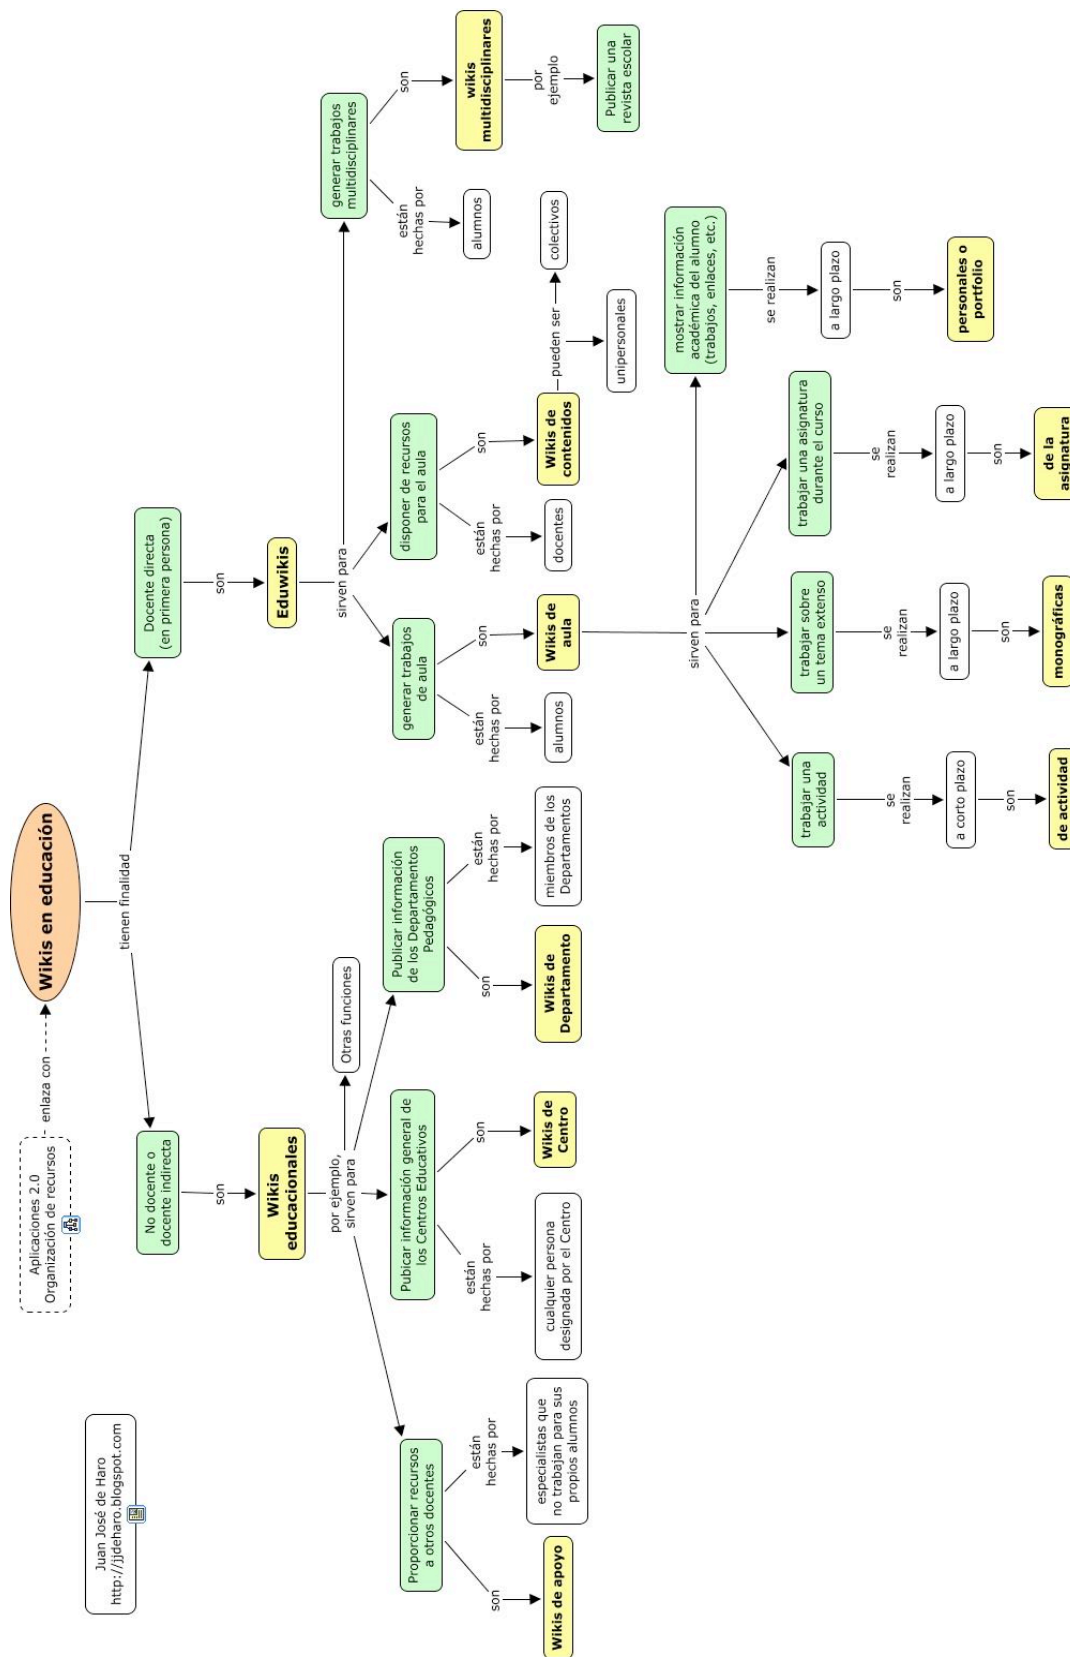 Juan José de Haro
http://jjdeharo.blogspot.com
Aplicaciones 2.0
Organización de recursos
enlaza con
Wikis en educación
tienen finalidad
No docente o
docente indirecta
Docente directa
(en primera persona)
son
son
Wikis
educacionales
Eduwikis
por ejemplo,
sirven para
Otras funciones
sirven para
generar trabajos
multidisciplinares
Proporcionar recursos
a otros docentes
Pubicar información general de
los Centros Educativos
Publicar información
de los Departamentos
Pedagógicos
generar trabajos
de aula
disponer de recursos
para el aula
están
hechas por
son
son
están
hechas por
están
hechas por
son
son
están
hechas por
están
hechas por
son
están
hechas por
son
alumnos
wikis
multidisciplinares
por
ejemplo
Publicar una
revista escolar
Wikis de apoyo
especialistas que
no trabajan para sus
propios alumnos
cualquier persona
designada por el Centro
Wikis de
Centro
Wikis de
Departamento
miembros de los
Departamentos
alumnos
Wikis de
aula
docentes
Wikis de
contenidos
pueden ser
colectivos
unipersonales
sirven para
mostrar información
académica del alumno
(trabajos, enlaces, etc.)
trabajar una
actividad
trabajar sobre
un tema extenso
trabajar una asignatura
durante el curso
se realizan
se
realizan
se
realizan
se
realizan
a largo plazo
a corto plazo
a largo plazo
a largo plazo
son
son
son
son
personales o
portfolio
de actividad
monográficas
de la
asignatura